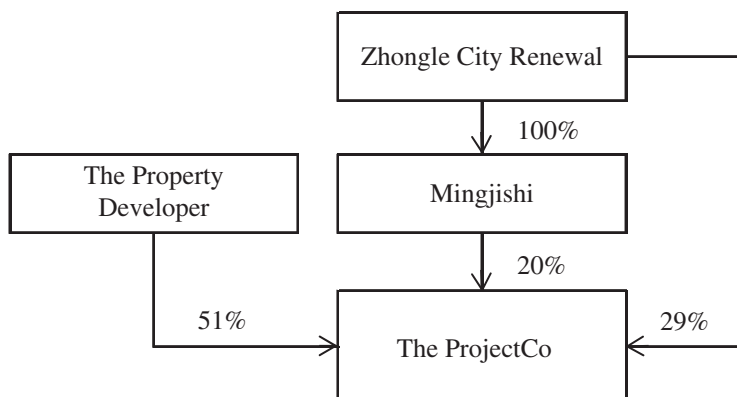 Zhongle City Renewal
100%
The Property
Developer
Mingjishi
20%
51%
29%
The ProjectCo